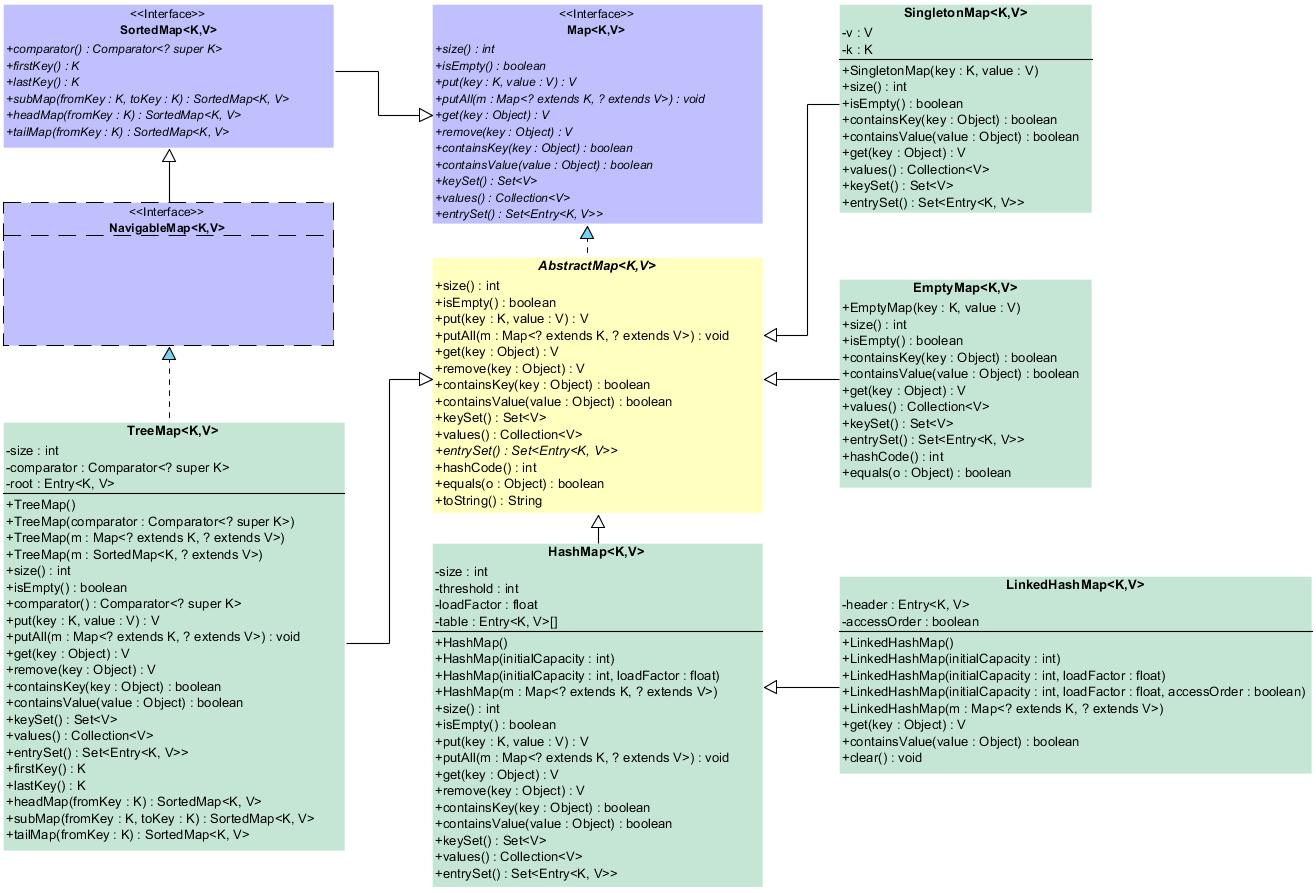 <<Interface>>
SortedMap<K,V>
+comparator() : Comparator<? super K>
+firstKey() : K
+lastKey() : K
+subMap(fromKey : K, toKey : K) : SortedMap<K, V>
+headMap(fromKey : K) : SortedMap<K, V>
+tailMap(fromKey : K) : SortedMap<K, V>
<<Interface>>
NavigableMap<K,V>
TreeMap<K,V>
-size : int
-comparator : Comparator<? super K>
-root : Entry<K, V>
+TreeMap()
+TreeMap(comparator : Comparator<? super K>)
+TreeMap(m : Map<? extends K, ? extends V>)
+TreeMap(m : SortedMap<K, ? extends V>)
+size() : int
+isEmpty() : boolean
+comparator() : Comparator<? super K>
+put(key : K, value : V) : V
+putAll(m : Map<? extends K, ? extends V>) : void
+get(key : Object) : V
+remove(key : Object) : V
+containsKey(key : Object) : boolean
+containsValue(value : Object) : boolean
+keySet() : Set<V>
+values() : Collection<V>
+entrySet() : Set<Entry<K, V>>
+firstKey() : K
+lastKey() : K
+headMap(fromKey : K) : SortedMap<K, V>
+subMap(fromKey : K, toKey : K) : SortedMap<K, V>
+tailMap(fromKey : K) : SortedMap<K, V>
<<Interface>>
Map<K,V>
+size() : int
+isEmpty() : boolean
+put(key : K, value : V) : V
+putAll(m : Map<? extends K, ? extends V>) : void
+get(key : Object) : V
+remove(key : Object) : V
+containsKey(key : Object) : boolean
+containsValue(value : Object) : boolean
+keySet() : Set<V>
+values() : Collection<V>
+entrySet() : Set<Entry<K, V>>
AbstractMap<K,V>
+size() : int
+isEmpty() : boolean
+put(key : K, value : V) : V
+putAll(m : Map<? extends K, ? extends V>) : void
+get(key : Object) : V
+remove(key : Object) : V
+containsKey(key : Object) : boolean
+containsValue(value : Object) : boolean
+keySet() : Set<V>
+values() : Collection<V>
+entrySet() : Set<Entry<K, V>>
+hashCode() : int
+equals(o : Object) : boolean
+toString() : String
HashMap<K,V>
-size : int
-threshold : int
-loadFactor : float
-table : Entry<K, V>[]
+HashMap()
+HashMap(initialCapacity : int)
+HashMap(initialCapacity : int, loadFactor : float)
+HashMap(m : Map<? extends K, ? extends V>)
+size() : int
+isEmpty() : boolean
+put(key : K, value : V) : V
+putAll(m : Map<? extends K, ? extends V>) : void
+get(key : Object) : V
+remove(key : Object) : V
+containsKey(key : Object) : boolean
+containsValue(value : Object) : boolean
+keySet() : Set<V>
+values() : Collection<V>
+entrySet() : Set<Entry<K, V>>
SingletonMap<K,V>
-v : V
-k : K
+SingletonMap(key : K, value : V)
+size() : int
+isEmpty() : boolean
+containsKey(key : Object) : boolean
+containsValue(value : Object) : boolean
+get(key : Object) : V
+values() : Collection<V>
+keySet() : Set<V>
+entrySet() : Set<Entry<K, V>>
EmptyMap<K,V>
+EmptyMap(key : K, value : V)
+size() : int
+isEmpty() : boolean
+containsKey(key : Object) : boolean
+containsValue(value : Object) : boolean
+get(key : Object) : V
+values() : Collection<V>
+keySet() : Set<V>
+entrySet() : Set<Entry<K, V>>
+hashCode() : int
+equals(o : Object) : boolean
LinkedHashMap<K,V>
-header : Entry<K, V>
-accessOrder : boolean
+LinkedHashMap()
+LinkedHashMap(initialCapacity : int)
+LinkedHashMap(initialCapacity : int, loadFactor : float)
+LinkedHashMap(initialCapacity : int, loadFactor : float, accessOrder : boolean)
+LinkedHashMap(m : Map<? extends K, ? extends V>)
+get(key : Object) : V
+containsValue(value : Object) : boolean
+clear() : void